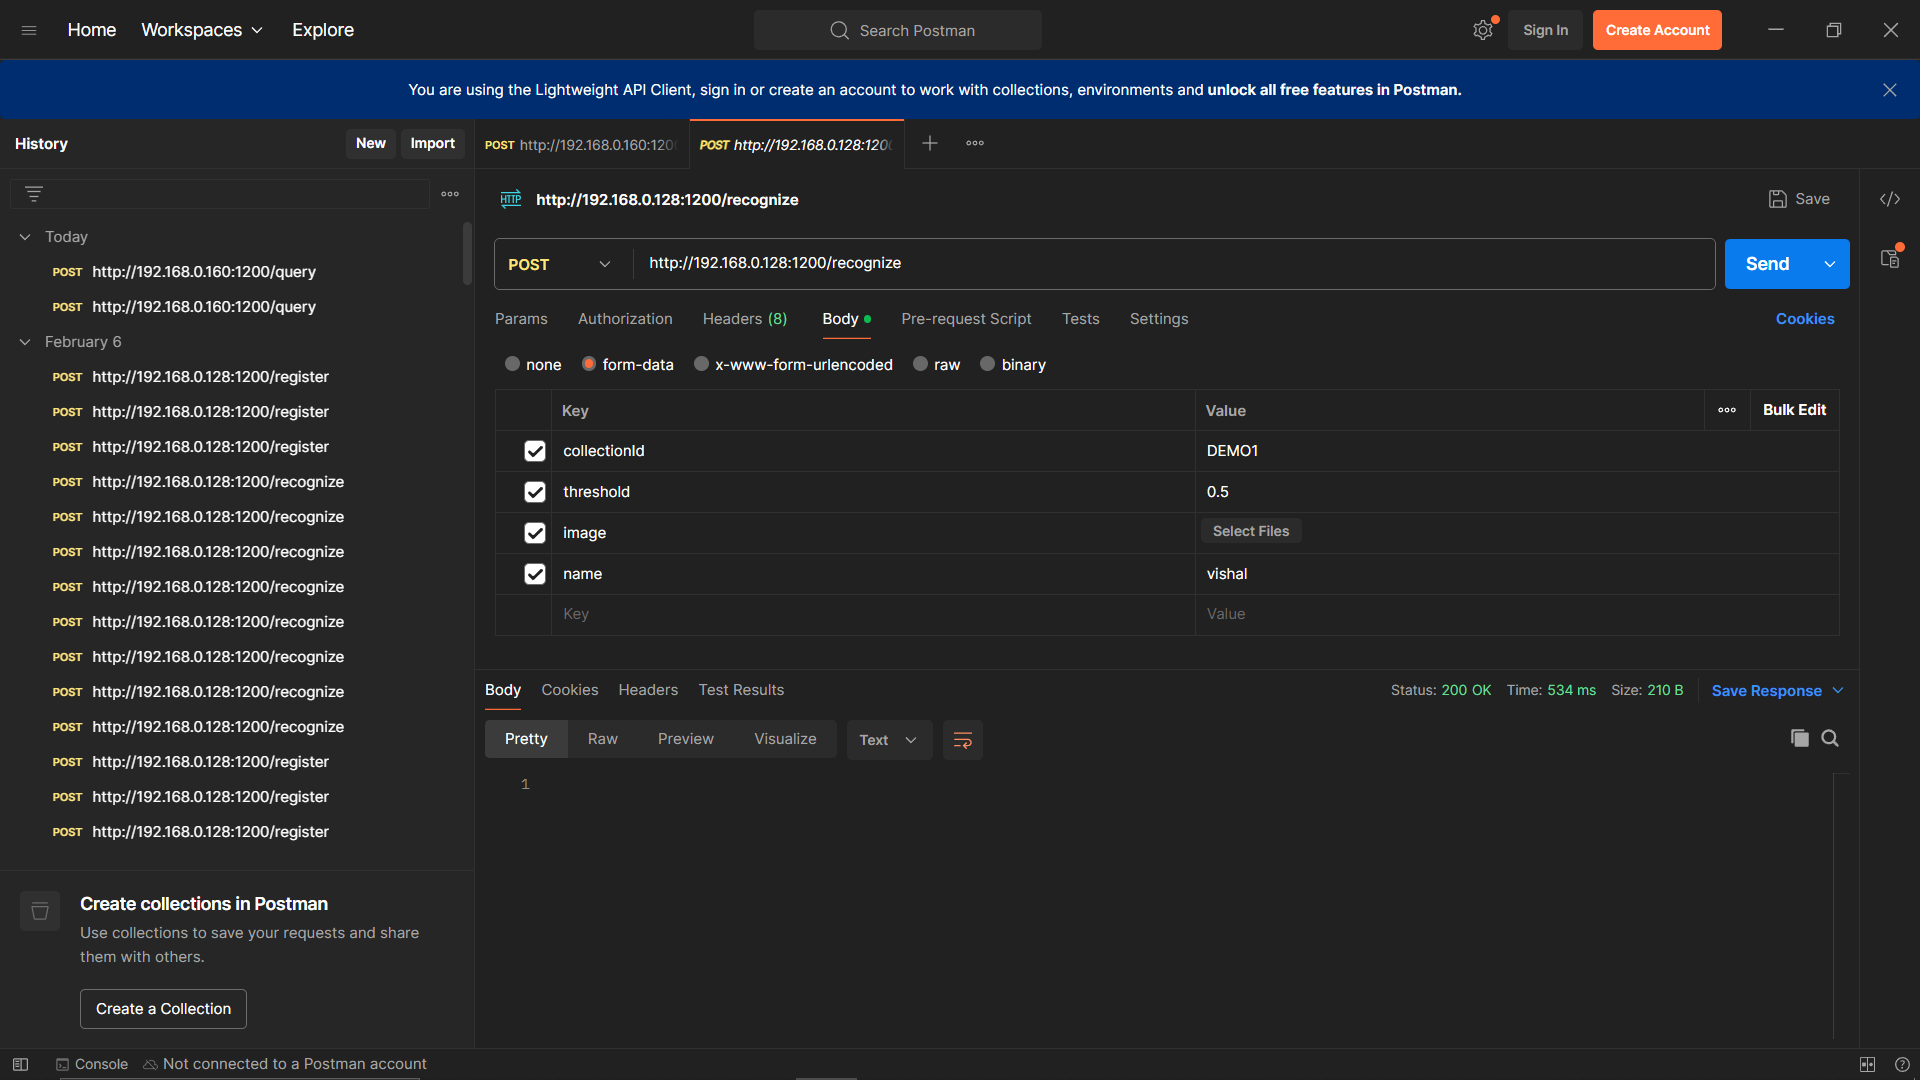 Home Workspaces Explore
Search Postman
Sign In Create Account
You are using the Lightweight API Client, sign in or create an account to work with collections, environments and unlock all free features in Postman.
History New Import
POST http://192.168.0.160:120 POST http://192.168.0.128:120
Today
POST http://192.168.0.160:1200/query
POST http://192.168.0.160:1200/query
February 6
POST http://192.168.0.128:1200/register
POST http://192.168.0.128:1200/register
POST http://192.168.0.128:1200/register
POST http://192.168.0.128:1200/recognize
POST http://192.168.0.128:1200/recognize
POST http://192.168.0.128:1200/recognize
POST http://192.168.0.128:1200/recognize
POST http://192.168.0.128:1200/recognize
POST http://192.168.0.128:1200/recognize
POST http://192.168.0.128:1200/recognize
POST http://192.168.0.128:1200/recognize
POST http://192.168.0.128:1200/register
POST http://192.168.0.128:1200/register
POST http://192.168.0.128:1200/register
Create collections in Postman
Use collections to save your requests and share
them with others.
Create a Collection
HTTP http://192.168.0.128:1200/recognize Save
POST http://192.168.0.128:1200/recognize Send
Params Authorization Headers (8) Body Pre-request Script Tests Settings Cookies
none form-data x-www-form-urlencoded raw binary
Key Value Bulk Edit
collectionId DEMO1
threshold 0.5
image Select Files
name vishal
Key Value
Body Cookies Headers Test Results Status: 200 OK Time: 534 ms Size: 210 B Save Response
Pretty Raw Preview Visualize Text
1
Console Not connected to a Postman account